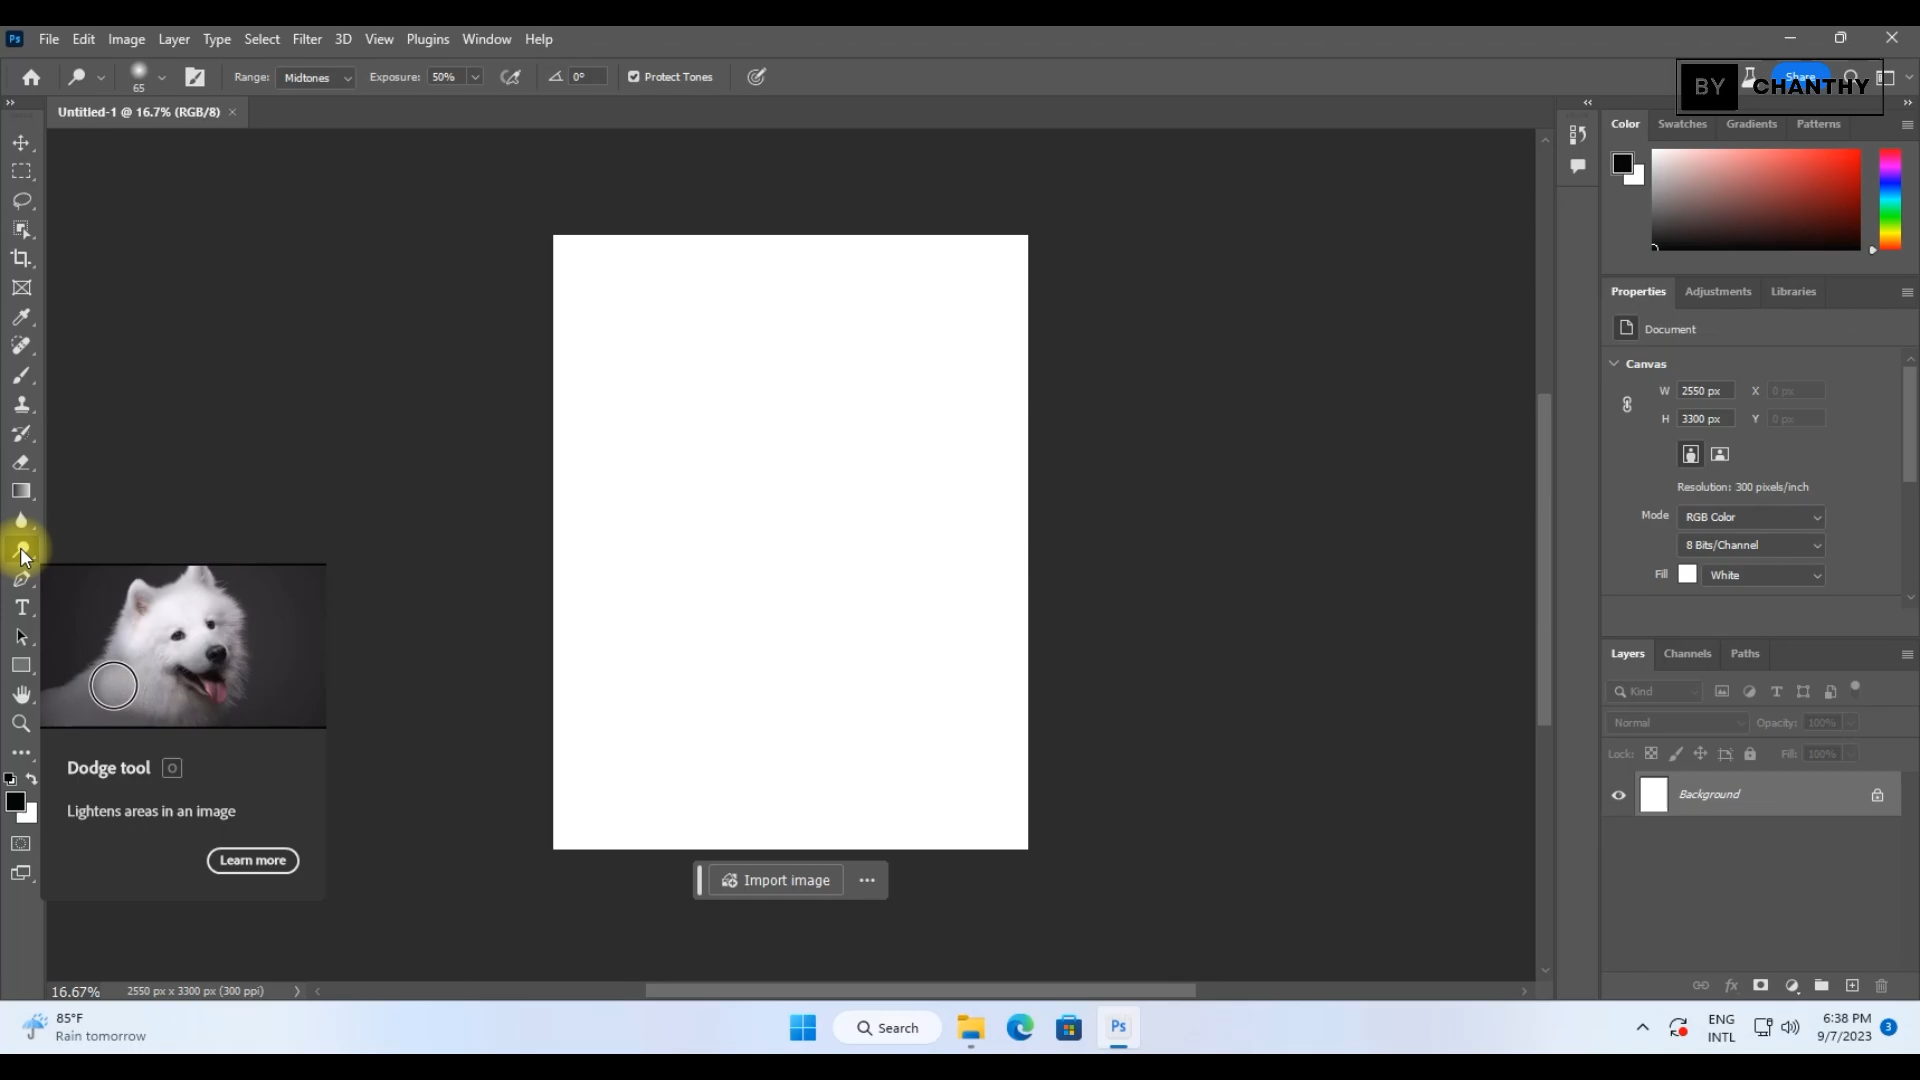 Ps File Edit Image Layer Type Select Filter 3D View Plugins Window Help
65 Range: Midtones Exposure: 50% 0° Protect Tones Share
BY CHANTHY
Untitled-1 @ 16.7% (RGB/8) ×
Color Swatches Gradients Patterns
Properties Adjustments Libraries
Document
Canvas
W 2550 px X 0 px
H 3300 px Y 0 px
Resolution: 300 pixels/inch
Mode RGB Color
8 Bits/Channel
Fill White
Layers Channels Paths
Kind
Normal Opacity: 100%
Lock: Fill: 100%
Background
T
Dodge tool O
Lightens areas in an image
Learn more
Import image
16.67% 2550 px x 3300 px (300 ppi)
fx
85°F
Rain tomorrow
Search
Ps
ENG
INTL
6:38 PM
9/7/2023
3